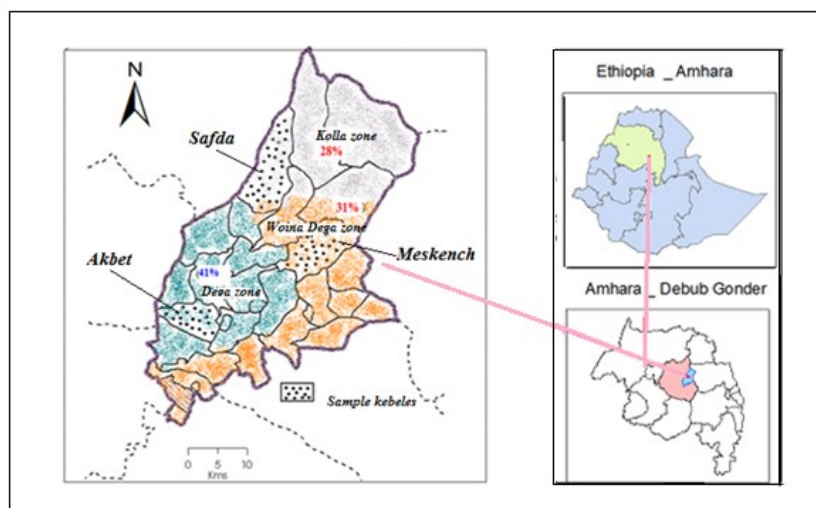 N
Safda
Kolla zone
28%
31%
Woina Dega zone
Meskench
Akbet
41%
Dega zone
Sample kebeles
0 5 10
Kms
Ethiopia _ Amhara
Amhara _ Debub Gonder